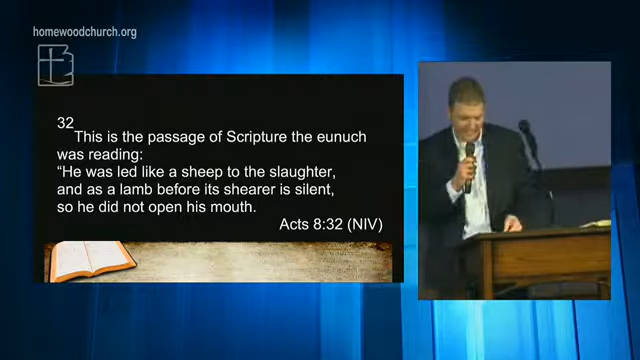 homewoodchurch.org
32
This is the passage of Scripture the eunuch
was reading:
“He was led like a sheep to the slaughter,
and as a lamb before its shearer is silent,
so he did not open his mouth.
Acts 8:32 (NIV)